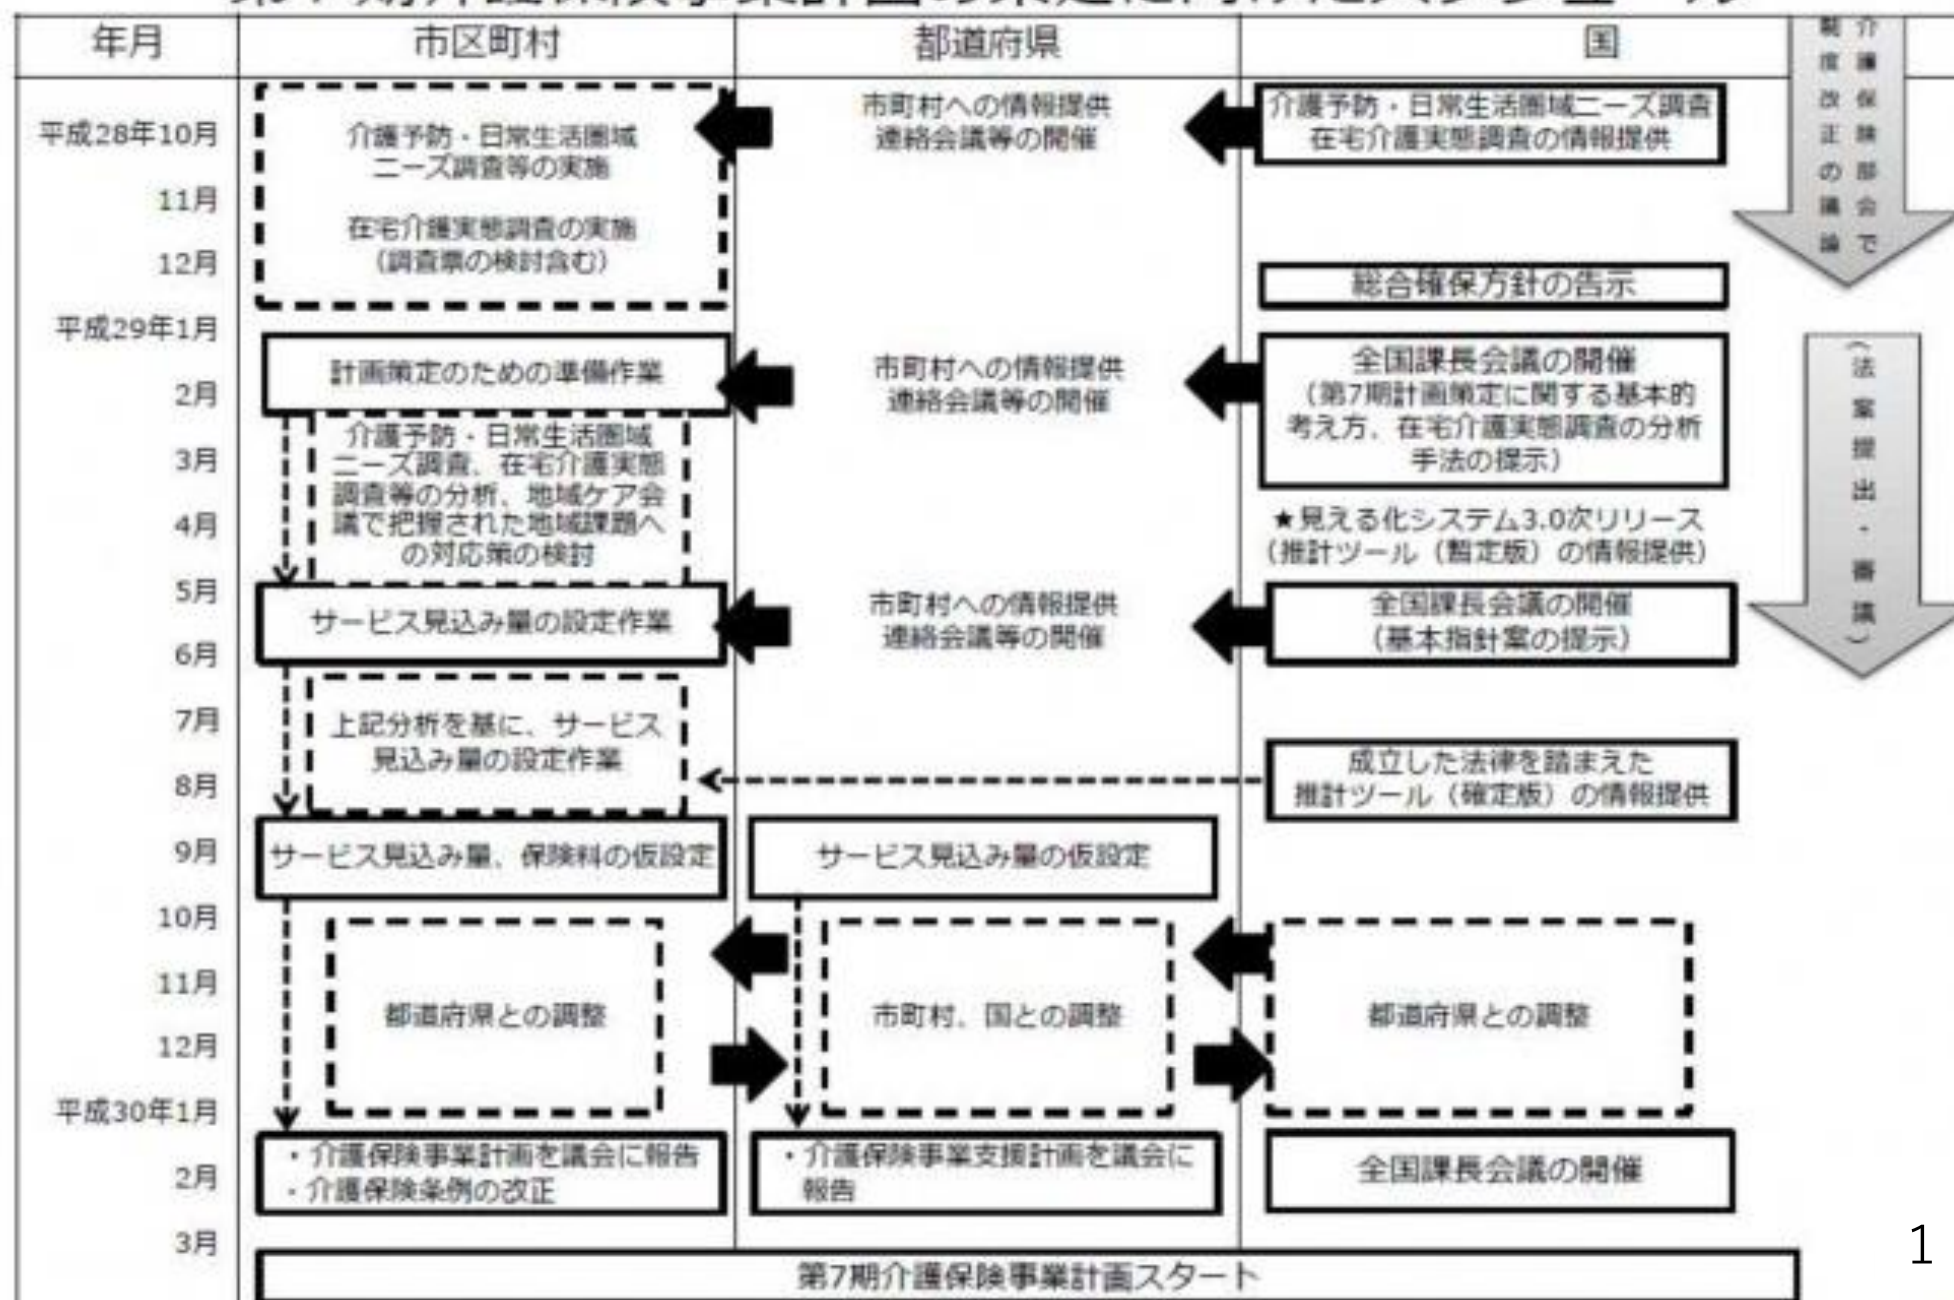 年月 市区町村 都道府県 国
平成28年10月
11月
12月
平成29年1月
2月
3月
4月
5月
6月
7月
8月
9月
10月
11月
12月
平成30年1月
2月
3月
介護予防・日常生活圏域
ニーズ調査等の実施
在宅介護実態調査の実施
（調査票の検討含む）
計画策定のための準備作業
介護予防・日常生活圏域
ニーズ調査、在宅介護実態
調査等の分析、地域ケア会
議で把握された地域課題へ
の対応策の検討
サービス見込み量の設定作業
上記分析を基に、サービス
見込み量の設定作業
サービス見込み量、保険料の仮設定
都道府県との調整
・介護保険事業計画を議会に報告
・介護保険条例の改正
市町村への情報提供
連絡会議等の開催
市町村への情報提供
連絡会議等の開催
市町村への情報提供
連絡会議等の開催
サービス見込み量の仮設定
市町村、国との調整
・介護保険事業支援計画を議会に
報告
介護予防・日常生活圏域ニーズ調査
在宅介護実態調査の情報提供
総合確保方針の告示
全国課長会議の開催
（第7期計画策定に関する基本的
考え方、在宅介護実態調査の分析
手法の提示）
★見える化システム3.0次リリース
（推計ツール（暫定版）の情報提供）
全国課長会議の開催
（基本指針案の提示）
成立した法律を踏まえた
推計ツール（確定版）の情報提供
都道府県との調整
全国課長会議の開催
介護保険部会で
制度改正の議論
（法案提出・審議）
第7期介護保険事業計画スタート
1